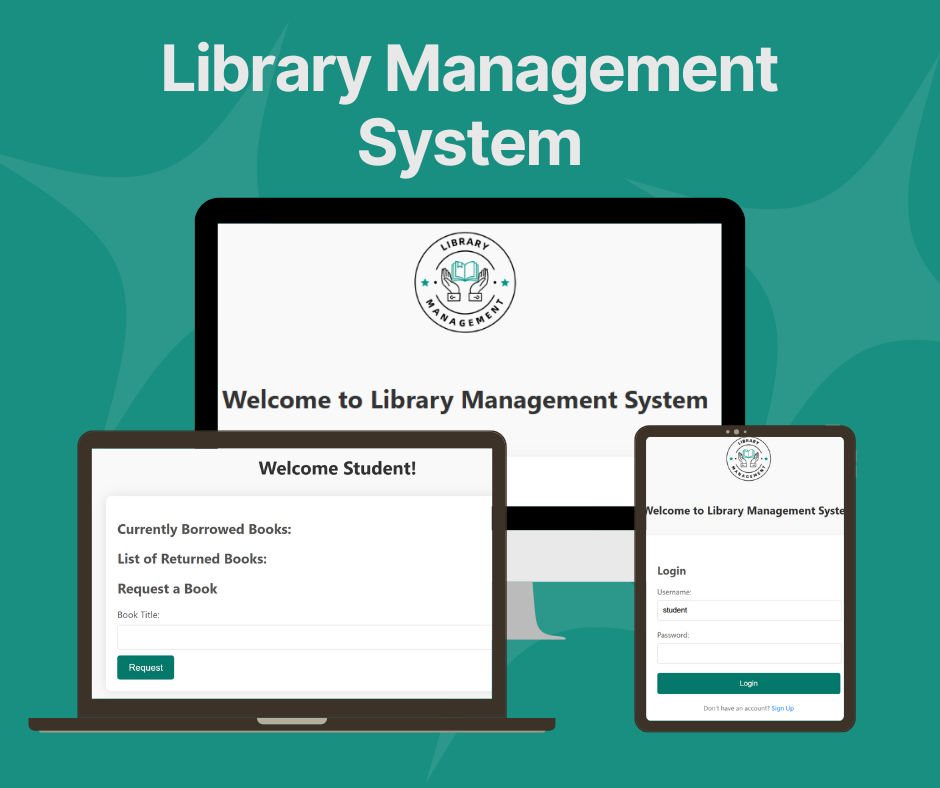 Library Management
System
LIBRARY
MANAGEMENT
Welcome to Library Management System
Welcome Student!
Currently Borrowed Books:
List of Returned Books:
Request a Book
Book Title:
Request
LIBRARY
MANAGEMENT
Welcome to Library Management Syste
Login
Username:
student
Password:
Login
Don't have an account? Sign Up